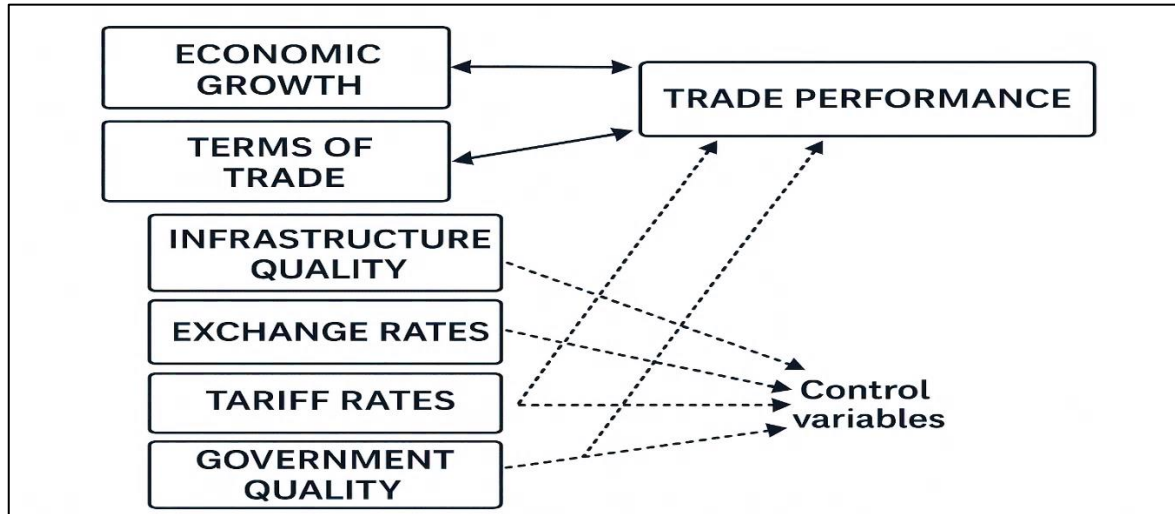 ECONOMIC
GROWTH
TRADE PERFORMANCE
TERMS OF
TRADE
INFRASTRUCTURE
QUALITY
EXCHANGE RATES
TARIFF RATES
GOVERNMENT
QUALITY
Control
variables